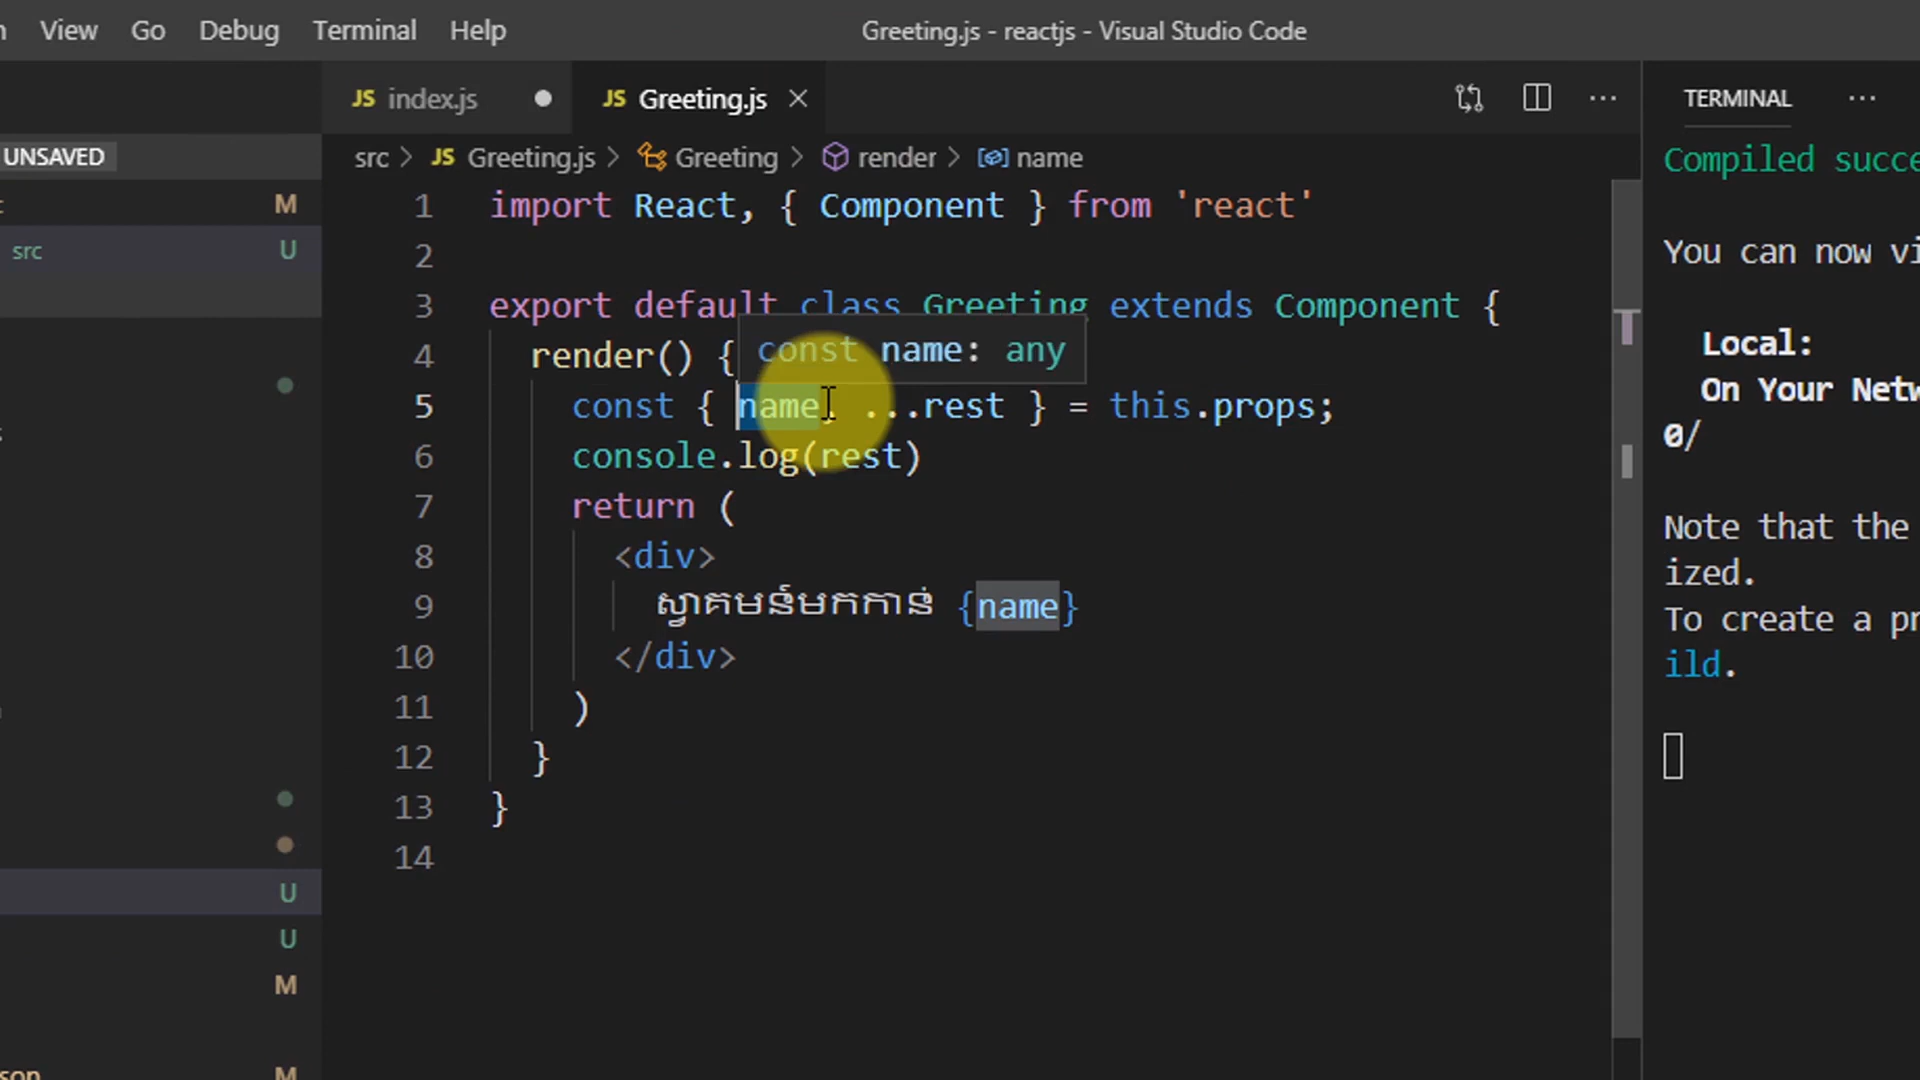 View Go Debug Terminal Help Greeting.js - reactjs - Visual Studio Code
JS index.js JS Greeting.js
TERMINAL
UNSAVED
src > JS Greeting.js > Greeting > render > name
M
src U
1 import React, { Component } from 'react'
2
3 export default class Greeting extends Component {
const name: any
4 render() {
5 const { name, ...rest } = this.props;
6 console.log(rest)
7 return (
8 <div>
9 ស្វាគមន៍មកកាន់ {name}
10 </div>
11 )
12 }
13 }
14
U
U
M
son M
Compiled succe
You can now vi
Local:
On Your Netw
0/
Note that the
ized.
To create a pr
ild.